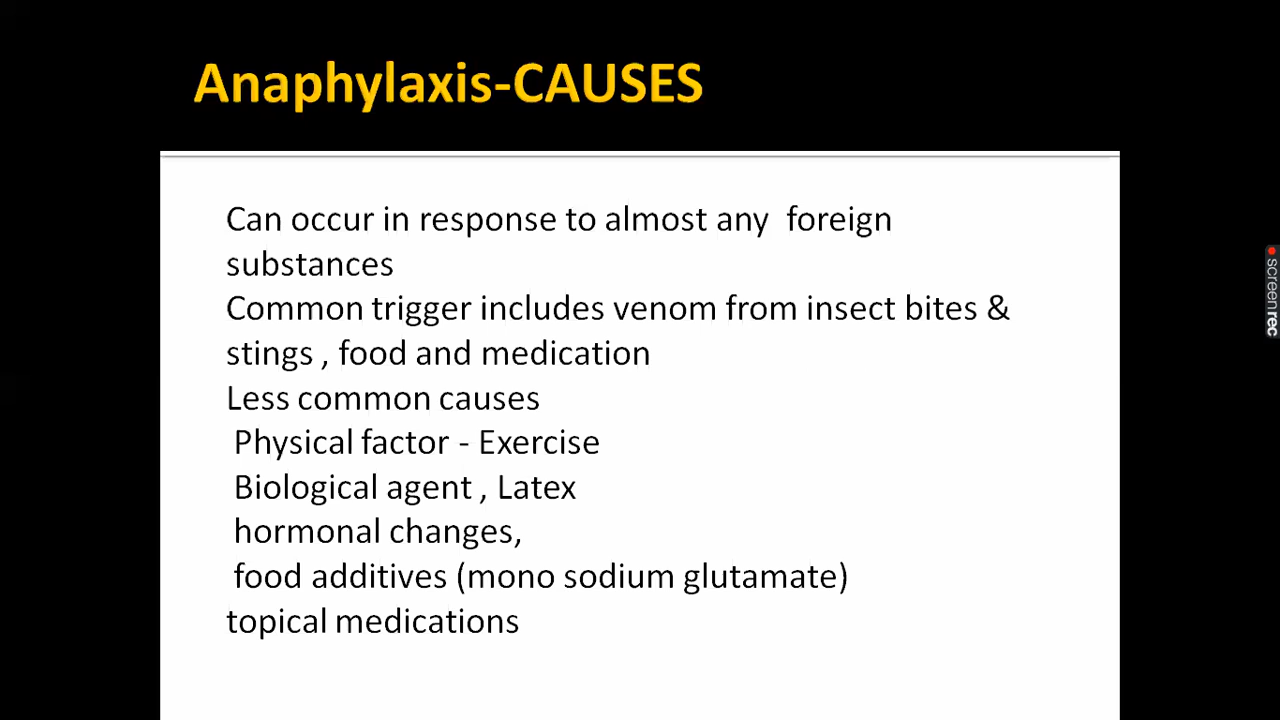 Anaphylaxis-CAUSES
Can occur in response to almost any foreign
substances
Common trigger includes venom from insect bites &
stings , food and medication
Less common causes
Physical factor - Exercise
Biological agent , Latex
hormonal changes,
food additives (mono sodium glutamate)
topical medications
screenrec